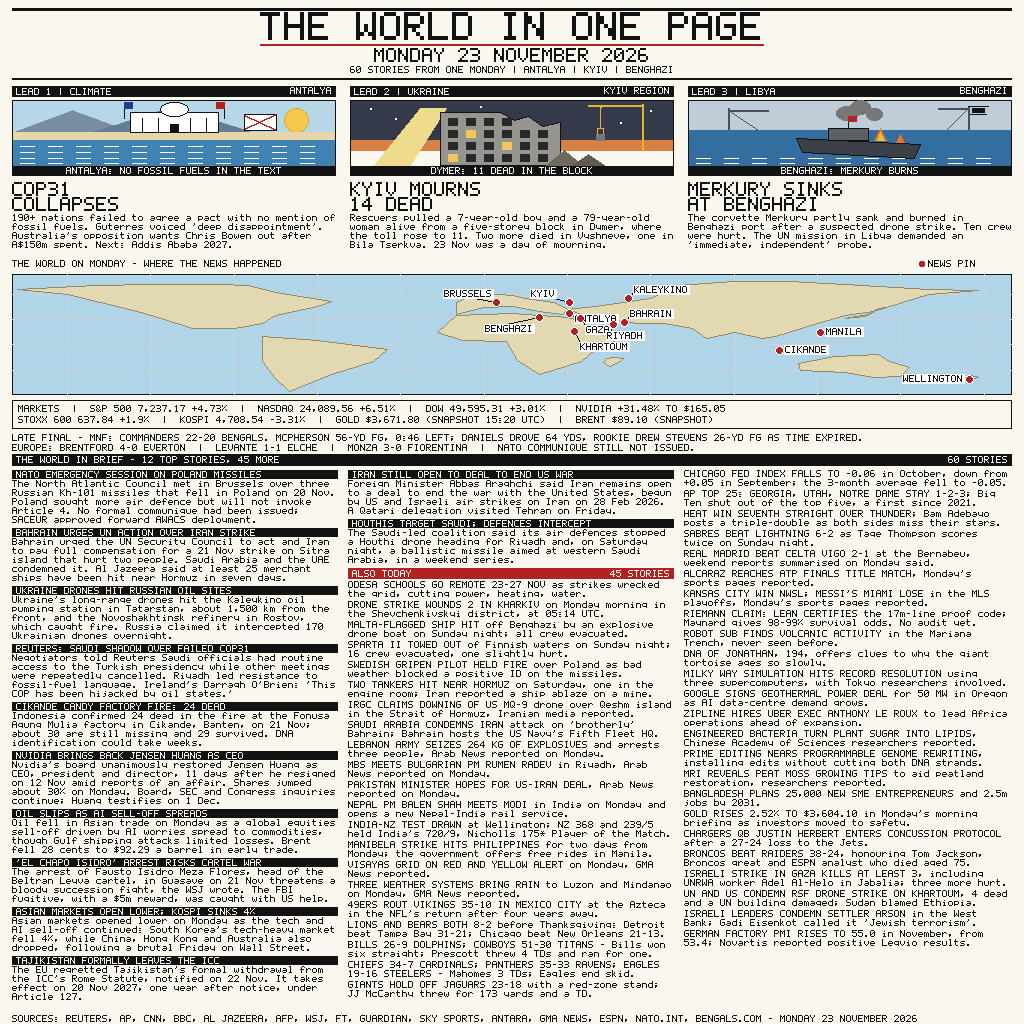 THE WORLD IN ONE PAGE
MONDAY 23 NOVEMBER 2026
60 STORIES FROM ONE MONDAY | ANTALYA | KYIV | BENGHAZI
LEAD 1 | CLIMATE ANTALYA
ANTALYA: NO FOSSIL FUELS IN THE TEXT
COP31
COLLAPSES
190+ nations failed to agree a pact with no mention of
fossil fuels. Guterres voiced 'deep disappointment'.
Australia's opposition wants Chris Bowen out after
A$150m spent. Next: Addis Ababa 2027.
LEAD 2 | UKRAINE KYIV REGION
DYMER: 11 DEAD IN THE BLOCK
KYIV MOURNS
14 DEAD
Rescuers pulled a 7-year-old boy and a 79-year-old
woman alive from a five-storey block in Dymer, where
the toll rose to 11. Two more died in Vyshneve, one in
Bila Tserkva. 23 Nov was a day of mourning.
LEAD 3 | LIBYA BENGHAZI
BENGHAZI: MERKURY BURNS
MERKURY SINKS
AT BENGHAZI
The corvette Merkury partly sank and burned in
Benghazi port after a suspected drone strike. Ten crew
were hurt. The UN mission in Libya demanded an
'immediate, independent' probe.
THE WORLD ON MONDAY - WHERE THE NEWS HAPPENED
NEWS PIN
BRUSSELS
KYIV
KALEYKINO
BENGHAZI
ANTALYA
GAZA
BAHRAIN
RIYADH
KHARTOUM
MANILA
CIKANDE
WELLINGTON
MARKETS | S&P 500 7,237.17 +4.73% | NASDAQ 24,089.56 +6.51% | DOW 49,595.31 +3.01% | NVIDIA +31.48% TO $165.05
STOXX 600 637.84 +1.9% | KOSPI 4,708.54 -3.31% | GOLD $3,671.80 (SNAPSHOT 15:20 UTC) | BRENT $89.10 (SNAPSHOT)
LATE FINAL - MNF: COMMANDERS 22-20 BENGALS. MCPHERSON 56-YD FG, 0:46 LEFT; DANIELS DROVE 64 YDS, ROOKIE DREW STEVENS 26-YD FG AS TIME EXPIRED.
EUROPE: BRENTFORD 4-0 EVERTON | LEVANTE 1-1 ELCHE | MONZA 3-0 FIORENTINA | NATO COMMUNIQUE STILL NOT ISSUED.
THE WORLD IN BRIEF - 12 TOP STORIES, 45 MORE 60 STORIES
NATO EMERGENCY SESSION ON POLAND MISSILES
The North Atlantic Council met in Brussels over three
Russian Kh-101 missiles that fell in Poland on 20 Nov.
Poland sought more air defence but will not invoke
Article 4. No formal communique had been issued;
SACEUR approved forward AWACS deployment.
BAHRAIN URGES UN ACTION OVER IRAN STRIKE
Bahrain urged the UN Security Council to act and Iran
to pay full compensation for a 21 Nov strike on Sitra
island that hurt two people. Saudi Arabia and the UAE
condemned it. Al Jazeera said at least 25 merchant
ships have been hit near Hormuz in seven days.
UKRAINE DRONES HIT RUSSIAN OIL SITES
Ukraine's long-range drones hit the Kaleykino oil
pumping station in Tatarstan, about 1,500 km from the
front, and the Novoshakhtinsk refinery in Rostov,
which caught fire. Russia claimed it intercepted 170
Ukrainian drones overnight.
REUTERS: SAUDI SHADOW OVER FAILED COP31
Negotiators told Reuters Saudi officials had routine
access to the Turkish presidency while other meetings
were repeatedly cancelled. Riyadh led resistance to
fossil-fuel language. Ireland's Darragh O'Brien: 'This
COP has been hijacked by oil states.'
CIKANDE CANDY FACTORY FIRE: 24 DEAD
Indonesia confirmed 24 dead in the fire at the Fonusa
Agung Mulia factory in Cikande, Banten, on 21 Nov;
about 30 are still missing and 29 survived. DNA
identification could take weeks.
NVIDIA BRINGS BACK JENSEN HUANG AS CEO
Nvidia's board unanimously restored Jensen Huang as
CEO, president and director, 11 days after he resigned
on 12 Nov amid reports of an affair. Shares jumped
about 30% on Monday. Board, SEC and Congress inquiries
continue; Huang testifies on 1 Dec.
OIL SLIPS AS AI SELL-OFF SPREADS
Oil fell in Asian trade on Monday as a global equities
sell-off driven by AI worries spread to commodities,
though Gulf shipping attacks limited losses. Brent
fell 28 cents to $92.29 a barrel in early trade.
'EL CHAPO ISIDRO' ARREST RISKS CARTEL WAR
The arrest of Fausto Isidro Meza Flores, head of the
Beltran Leyva cartel, in Guasave on 21 Nov threatens a
bloody succession fight, the WSJ wrote. The FBI
fugitive, with a $5m reward, was caught with US help.
ASIAN MARKETS OPEN LOWER; KOSPI SINKS 4%
Asian markets opened lower on Monday as the tech and
AI sell-off continued: South Korea's tech-heavy market
fell 4%, while China, Hong Kong and Australia also
dropped, following a brutal Friday on Wall Street.
TAJIKISTAN FORMALLY LEAVES THE ICC
The EU regretted Tajikistan's formal withdrawal from
the ICC's Rome Statute, notified on 22 Nov. It takes
effect on 20 Nov 2027, one year after notice, under
Article 127.
IRAN STILL OPEN TO DEAL TO END US WAR
Foreign Minister Abbas Araghchi said Iran remains open
to a deal to end the war with the United States, begun
by US and Israeli air strikes on Iran on 28 Feb 2026.
A Qatari delegation visited Tehran on Friday.
HOUTHIS TARGET SAUDI; DEFENCES INTERCEPT
The Saudi-led coalition said its air defences stopped
a Houthi drone heading for Riyadh and, on Saturday
night, a ballistic missile aimed at western Saudi
Arabia, in a weekend series.
ALSO TODAY 45 STORIES
ODESA SCHOOLS GO REMOTE 23-27 NOV as strikes wrecked
the grid, cutting power, heating, water.
DRONE STRIKE WOUNDS 2 IN KHARKIV on Monday morning in
the Shevchenkivskyi district, at 05:14 UTC.
MALTA-FLAGGED SHIP HIT off Benghazi by an explosive
drone boat on Sunday night; all crew evacuated.
SPARTA II TOWED OUT of Finnish waters on Sunday night;
16 crew evacuated, one slightly hurt.
SWEDISH GRIPEN PILOT HELD FIRE over Poland as bad
weather blocked a positive ID on the missiles.
TWO TANKERS HIT NEAR HORMUZ on Saturday, one in the
engine room; Iran reported a ship ablaze on a mine.
IRGC CLAIMS DOWNING OF US MQ-9 drone over Qeshm island
in the Strait of Hormuz, Iranian media reported.
SAUDI ARABIA CONDEMNS IRAN attack on 'brotherly'
Bahrain; Bahrain hosts the US Navy's Fifth Fleet HQ.
LEBANON ARMY SEIZES 264 KG OF EXPLOSIVES and arrests
three people, Arab News reported on Monday.
MBS MEETS BULGARIAN PM RUMEN RADEV in Riyadh, Arab
News reported on Monday.
PAKISTAN MINISTER HOPES FOR US-IRAN DEAL, Arab News
reported on Monday.
NEPAL PM BALEN SHAH MEETS MODI in India on Monday and
opens a new Nepal-India rail service.
INDIA-NZ TEST DRAWN at Wellington; NZ 368 and 239/5
held India's 720/9, Nicholls 175* Player of the Match.
MANIBELA STRIKE HITS PHILIPPINES for two days from
Monday; the government offers free rides in Manila.
VISAYAS GRID ON RED AND YELLOW ALERT on Monday, GMA
News reported.
THREE WEATHER SYSTEMS BRING RAIN to Luzon and Mindanao
on Monday, GMA News reported.
49ERS ROUT VIKINGS 35-10 IN MEXICO CITY at the Azteca
in the NFL's return after four years away.
LIONS AND BEARS BOTH 8-2 before Thanksgiving: Detroit
beat Tampa Bay 31-21; Chicago beat New Orleans 21-13.
BILLS 26-9 DOLPHINS; COWBOYS 51-30 TITANS - Bills won
six straight; Prescott threw 4 TDs and ran for one.
CHIEFS 34-7 CARDINALS; PANTHERS 35-33 RAVENS; EAGLES
19-16 STEELERS - Mahomes 3 TDs; Eagles end skid.
GIANTS HOLD OFF JAGUARS 23-18 with a red-zone stand;
JJ McCarthy threw for 173 yards and a TD.
CHICAGO FED INDEX FALLS TO -0.06 in October, down from
+0.05 in September; the 3-month average fell to -0.05.
AP TOP 25: GEORGIA, UTAH, NOTRE DAME STAY 1-2-3; Big
Ten shut out of the top five, a first since 2021.
HEAT WIN SEVENTH STRAIGHT OVER THUNDER; Bam Adebayo
posts a triple-double as both sides miss their stars.
SABRES BEAT LIGHTNING 6-2 as Tage Thompson scores
twice on Sunday night.
REAL MADRID BEAT CELTA VIGO 2-1 at the Bernabeu,
weekend reports summarised on Monday said.
ALCARAZ REACHES ATP FINALS TITLE MATCH, Monday's
sports pages reported.
KANSAS CITY WIN NWSL; MESSI'S MIAMI LOSE in the MLS
playoffs, Monday's sports pages reported.
RIEMANN CLAIM: LEAN CERTIFIES the 17m-line proof code;
Maynard gives 98-99% survival odds. No audit yet.
ROBOT SUB FINDS VOLCANIC ACTIVITY in the Mariana
Trench, never seen before.
DNA OF JONATHAN, 194, offers clues to why the giant
tortoise ages so slowly.
MILKY WAY SIMULATION HITS RECORD RESOLUTION using
three supercomputers, with Tokyo researchers involved.
GOOGLE SIGNS GEOTHERMAL POWER DEAL for 50 MW in Oregon
as AI data-centre demand grows.
ZIPLINE HIRES UBER EXEC ANTHONY LE ROUX to lead Africa
operations ahead of expansion.
ENGINEERED BACTERIA TURN PLANT SUGAR INTO LIPIDS,
Chinese Academy of Sciences researchers reported.
PRIME EDITING NEARS PROGRAMMABLE GENOME REWRITING,
installing edits without cutting both DNA strands.
MRI REVEALS PEAT MOSS GROWING TIPS to aid peatland
restoration, researchers reported.
BANGLADESH PLANS 25,000 NEW SME ENTREPRENEURS and 2.5m
jobs by 2031.
GOLD RISES 2.52% TO $3,604.10 in Monday's morning
briefing as investors moved to safety.
CHARGERS QB JUSTIN HERBERT ENTERS CONCUSSION PROTOCOL
after a 27-24 loss to the Jets.
BRONCOS BEAT RAIDERS 38-24, honouring Tom Jackson,
Broncos great and ESPN analyst who died aged 75.
ISRAELI STRIKE IN GAZA KILLS AT LEAST 3, including
UNRWA worker Adel Al-Helo in Jabalia; three more hurt.
UN AND US CONDEMN RSF DRONE STRIKE ON KHARTOUM, 4 dead
and a UN building damaged; Sudan blamed Ethiopia.
ISRAELI LEADERS CONDEMN SETTLER ARSON in the West
Bank; Gadi Eisenkot called it 'Jewish terrorism'.
GERMAN FACTORY PMI RISES TO 55.0 in November, from
53.4; Novartis reported positive Leqvio results.
SOURCES: REUTERS, AP, CNN, BBC, AL JAZEERA, AFP, WSJ, FT, GUARDIAN, SKY SPORTS, ANTARA, GMA NEWS, ESPN, NATO.INT, BENGALS.COM - MONDAY 23 NOVEMBER 2026